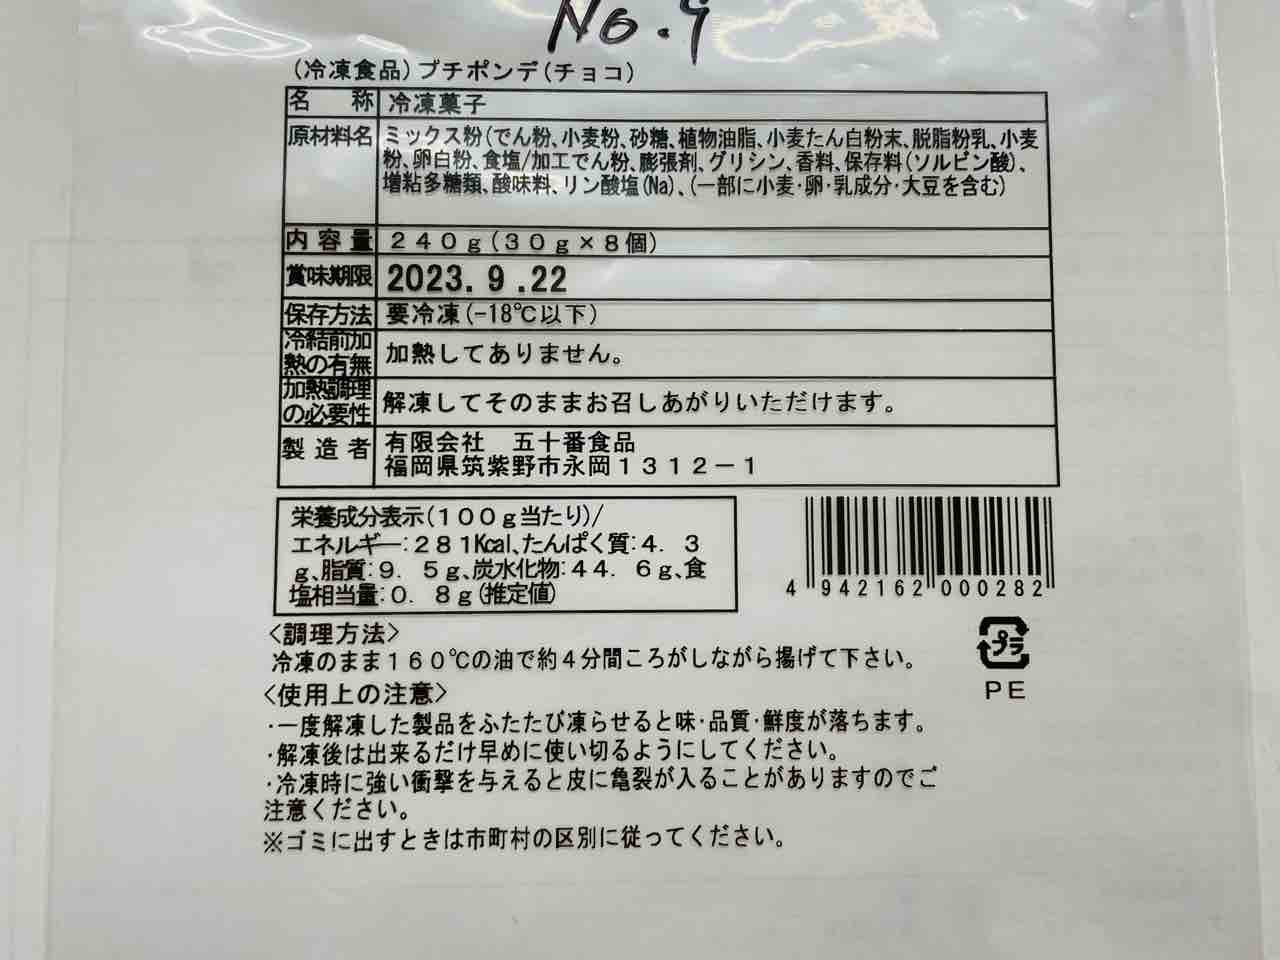 No.9
(冷凍食品)プチポンデ(チョコ)
名称 冷凍菓子
原材料名 ミックス粉(でん粉、小麦粉、砂糖、植物油脂、小麦たん白粉末、脱脂粉乳、小麦
粉、卵白粉、食塩/加工でん粉、膨張剤、グリシン、香料、保存料(ソルビン酸)、
増粘多糖類、酸味料、リン酸塩(Na)、(一部に小麦・卵・乳成分・大豆を含む)
内容量 240g(30g×8個)
賞味期限 2023.9.22
保存方法 要冷凍(-18℃以下)
冷結前加
熱の有無 加熱してありません。
加熱調理
の必要性 解凍してそのままお召しあがりいただけます。
製造者 有限会社 五十番食品
福岡県筑紫野市永岡1312-1
栄養成分表示(100g当たり)/
エネルギー:281Kcal、たんぱく質:4.3
g、脂質:9.5g、炭水化物:44.6g、食
塩相当量:0.8g(推定値)
4 942162 000282
プラ
PE
<調理方法>
冷凍のまま160℃の油で約4分間ころがしながら揚げて下さい。
<使用上の注意>
・一度解凍した製品をふたたび凍らせると味・品質・鮮度が落ちます。
・解凍後は出来るだけ早めに使い切るようにしてください。
・冷凍時に強い衝撃を与えると皮に亀裂が入ることがありますのでご
注意ください。
※ゴミに出すときは市町村の区別に従ってください。